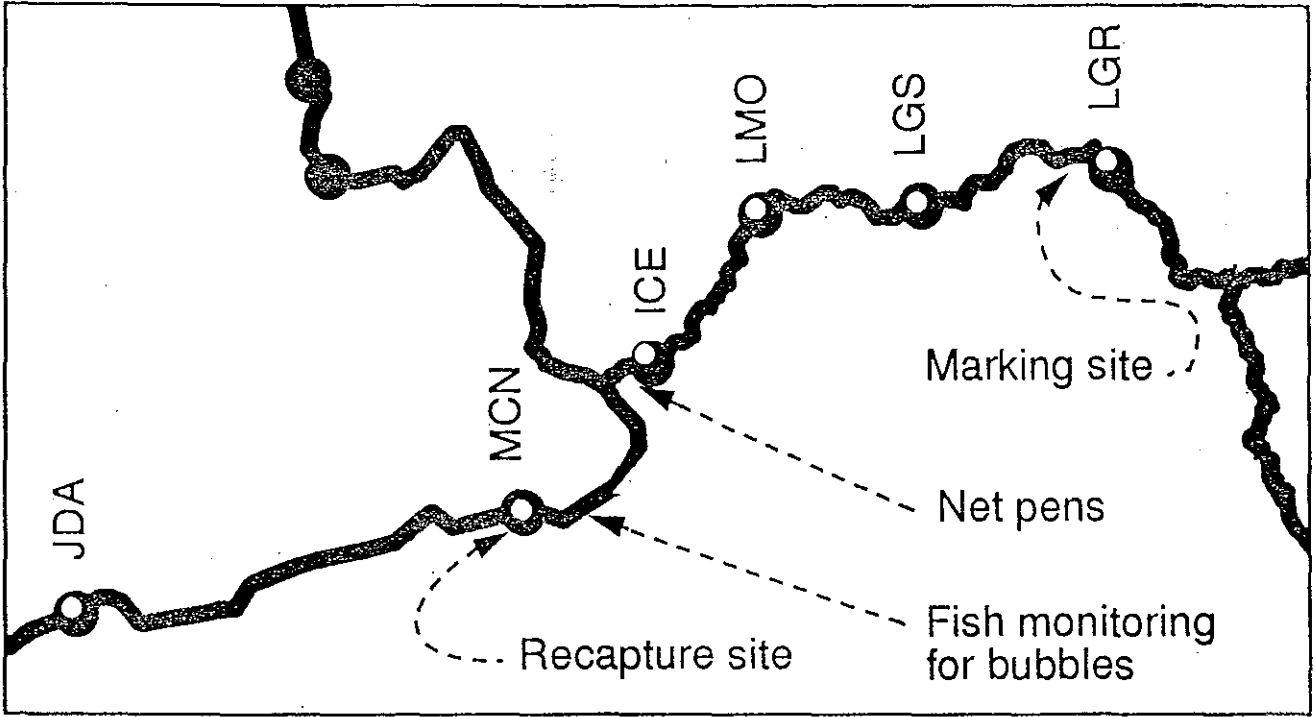 LGR
LGS
LMO
ICE
MCN
JDA
Marking site
Net pens
Fish monitoring
for bubbles
Recapture site